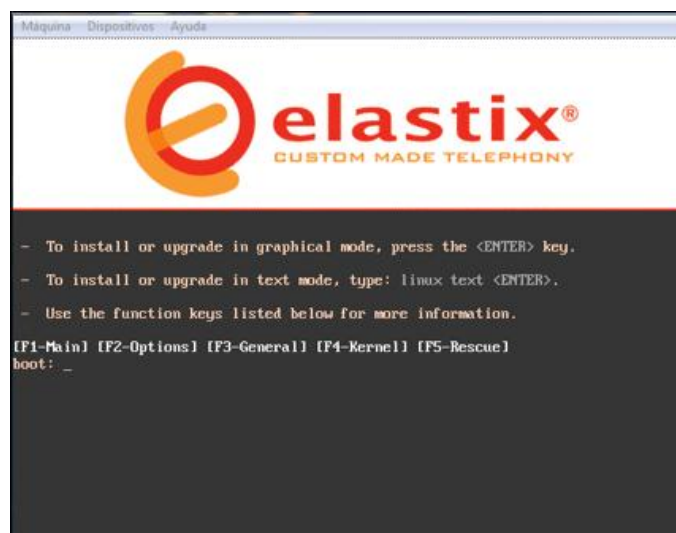 Máquina Dispositivos Ayuda
elastix®
CUSTOM MADE TELEPHONY
- To install or upgrade in graphical mode, press the <ENTER> key.
- To install or upgrade in text mode, type: linux text <ENTER>.
- Use the function keys listed below for more information.
[F1-Main] [F2-Options] [F3-General] [F4-Kernel] [F5-Rescue]
boot: _